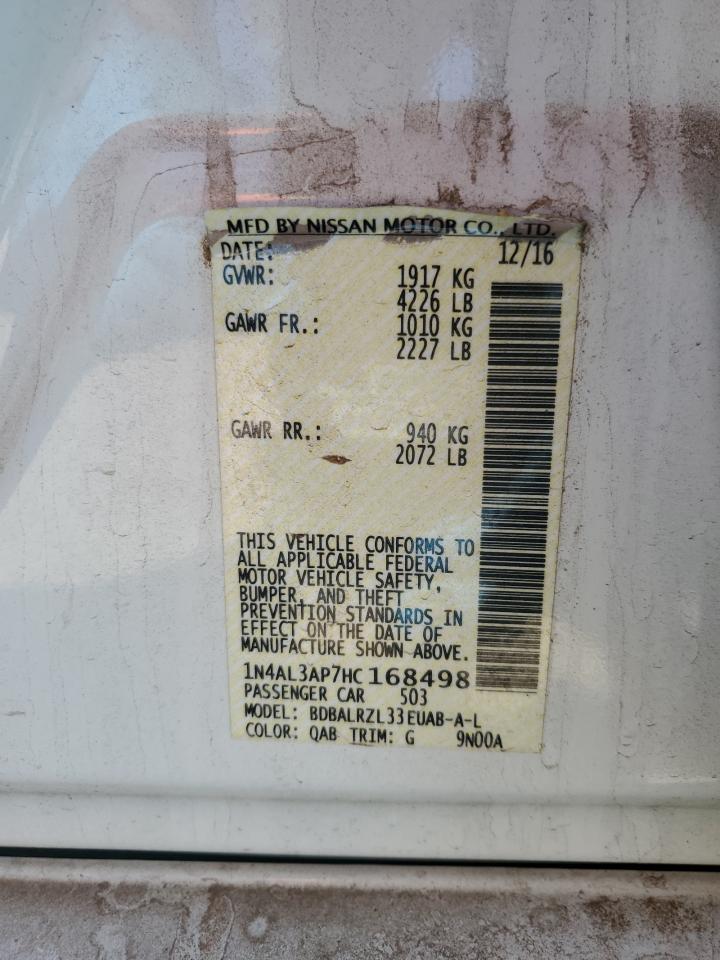 MFD BY NISSAN MOTOR CO., LTD.
DATE: 12/16
GVWR: 1917 KG
4226 LB
GAWR FR.: 1010 KG
2227 LB
GAWR RR.: 940 KG
2072 LB
THIS VEHICLE CONFORMS TO
ALL APPLICABLE FEDERAL
MOTOR VEHICLE SAFETY,
BUMPER, AND THEFT
PREVENTION STANDARDS IN
EFFECT ON THE DATE OF
MANUFACTURE SHOWN ABOVE.
1N4AL3AP7HC168498
PASSENGER CAR 503
MODEL: BDBALRZL33EUAB-A-L
COLOR: QAB TRIM: G 9N00A